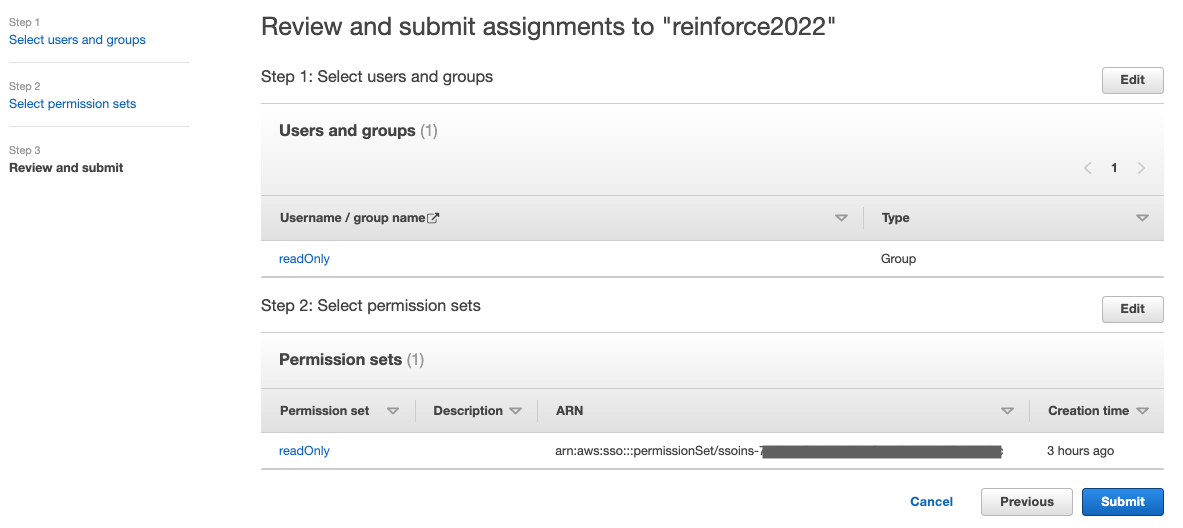 Step 1
Select users and groups
Step 2
Select permission sets
Step 3
Review and submit
Review and submit assignments to "reinforce2022"
Step 1: Select users and groups
Edit
Users and groups (1)
1
Username / group name
Type
readOnly
Group
Step 2: Select permission sets
Edit
Permission sets (1)
Permission set
Description
ARN
Creation time
readOnly
arn:aws:sso:::permissionSet/ssoins-7
3 hours ago
Cancel
Previous
Submit